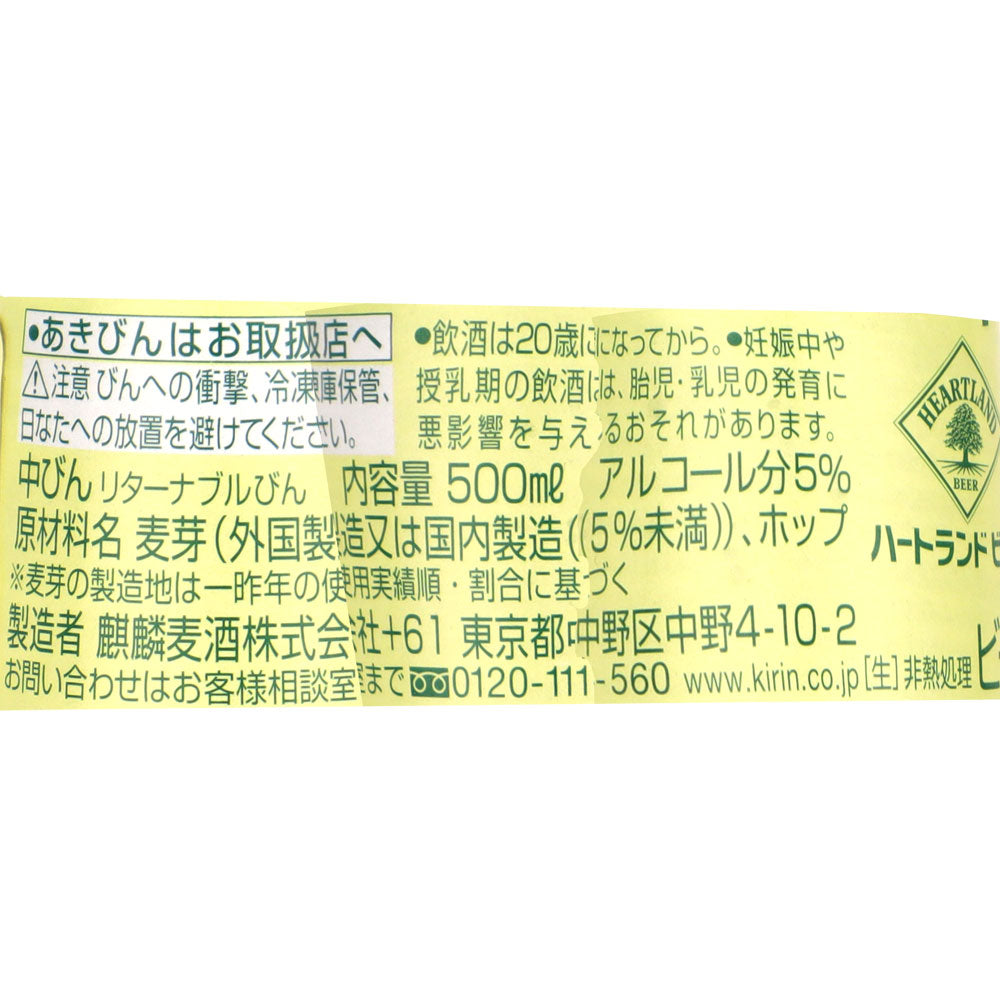 •あきびんはお取扱店へ
⚠注意 びんへの衝撃、冷凍庫保管、
日なたへの放置を避けてください。
•飲酒は20歳になってから。•妊娠中や
授乳期の飲酒は、胎児・乳児の発育に
悪影響を与えるおそれがあります。
中びん リターナブルびん 内容量 500mℓ アルコール分5%
原材料名 麦芽(外国製造又は国内製造((5%未満))、ホップ
※麦芽の製造地は一昨年の使用実績順・割合に基づく
製造者 麒麟麦酒株式会社+61 東京都中野区中野4-10-2
お問い合わせはお客様相談室まで 0120-111-560 www.kirin.co.jp [生] 非熱処理
HEARTLAND
BEER
ハートランド